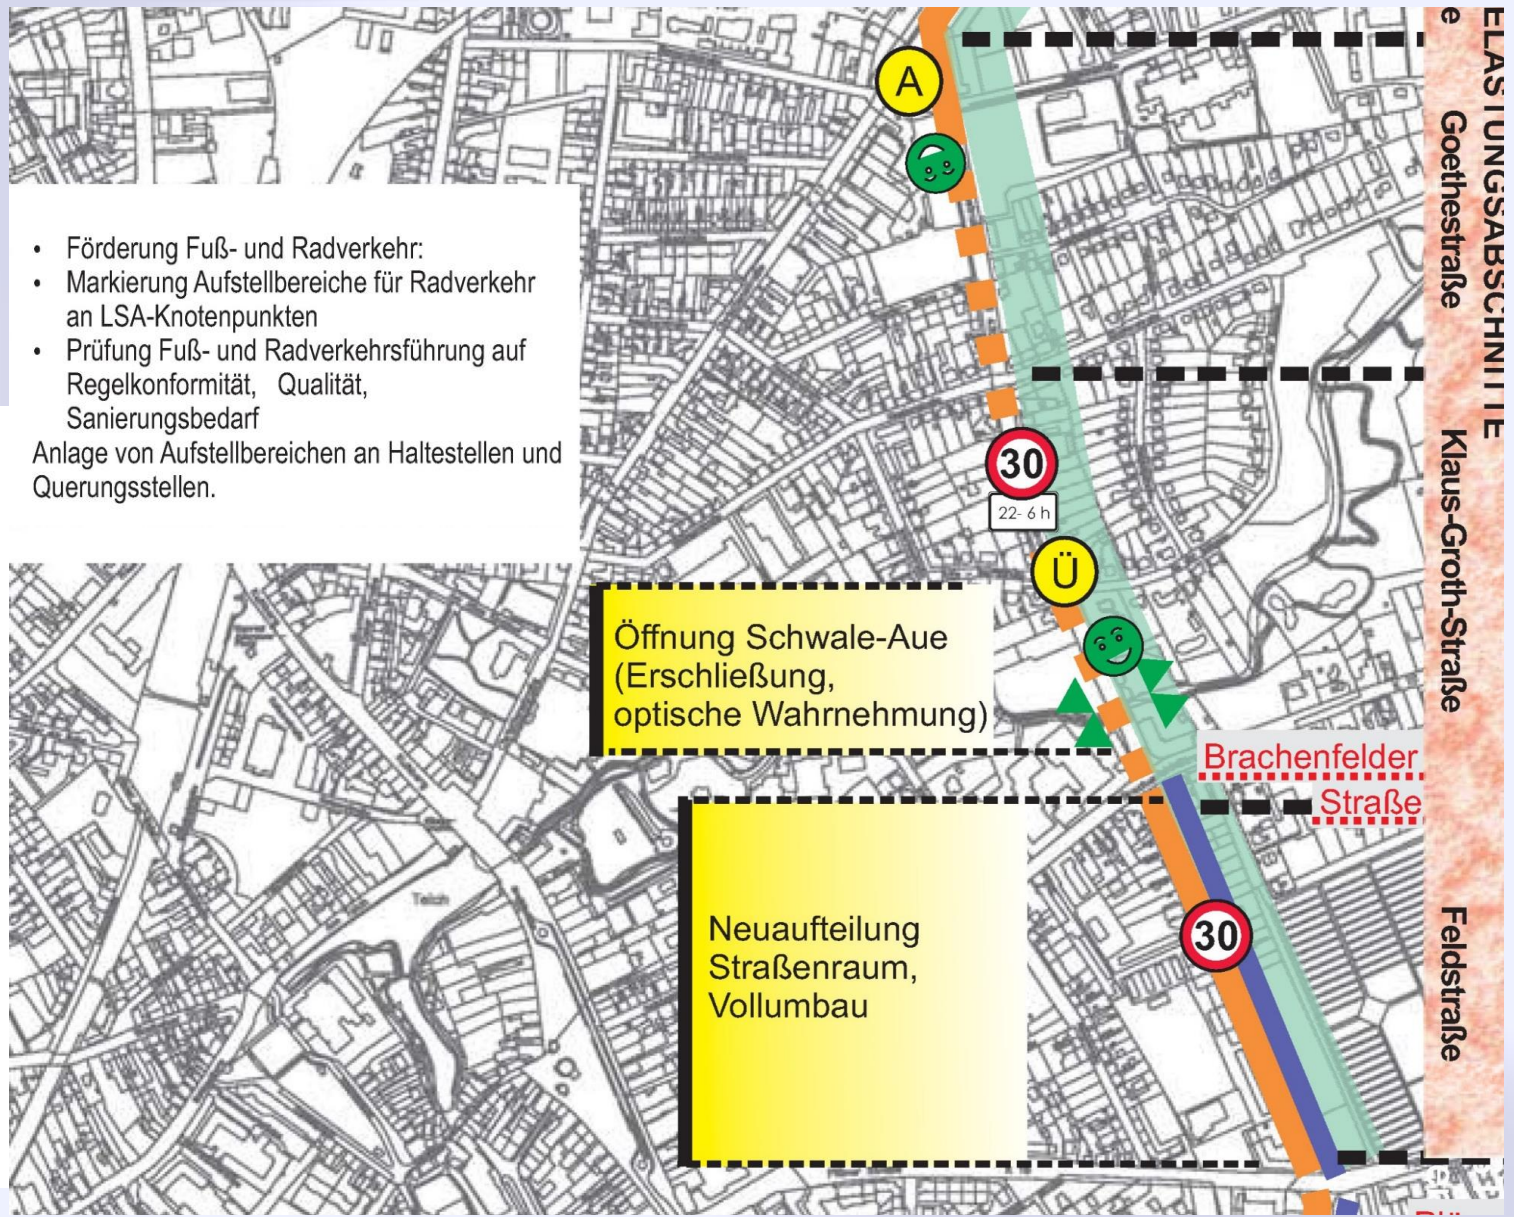 A
• Förderung Fuß- und Radverkehr:
• Markierung Aufstellbereiche für Radverkehr
an LSA-Knotenpunkten
• Prüfung Fuß- und Radverkehrsführung auf
Regelkonformität, Qualität,
Sanierungsbedarf
Anlage von Aufstellbereichen an Haltestellen und
Querungsstellen.
30
22- 6 h
Ü
Öffnung Schwale-Aue
(Erschließung,
optische Wahrnehmung)
Brachenfelder
Straße
Neuaufteilung
Straßenraum,
Vollumbau
30
Teich
ELASTUNGSABSCHNITTE
e
Goethestraße
Klaus-Groth-Straße
Feldstraße